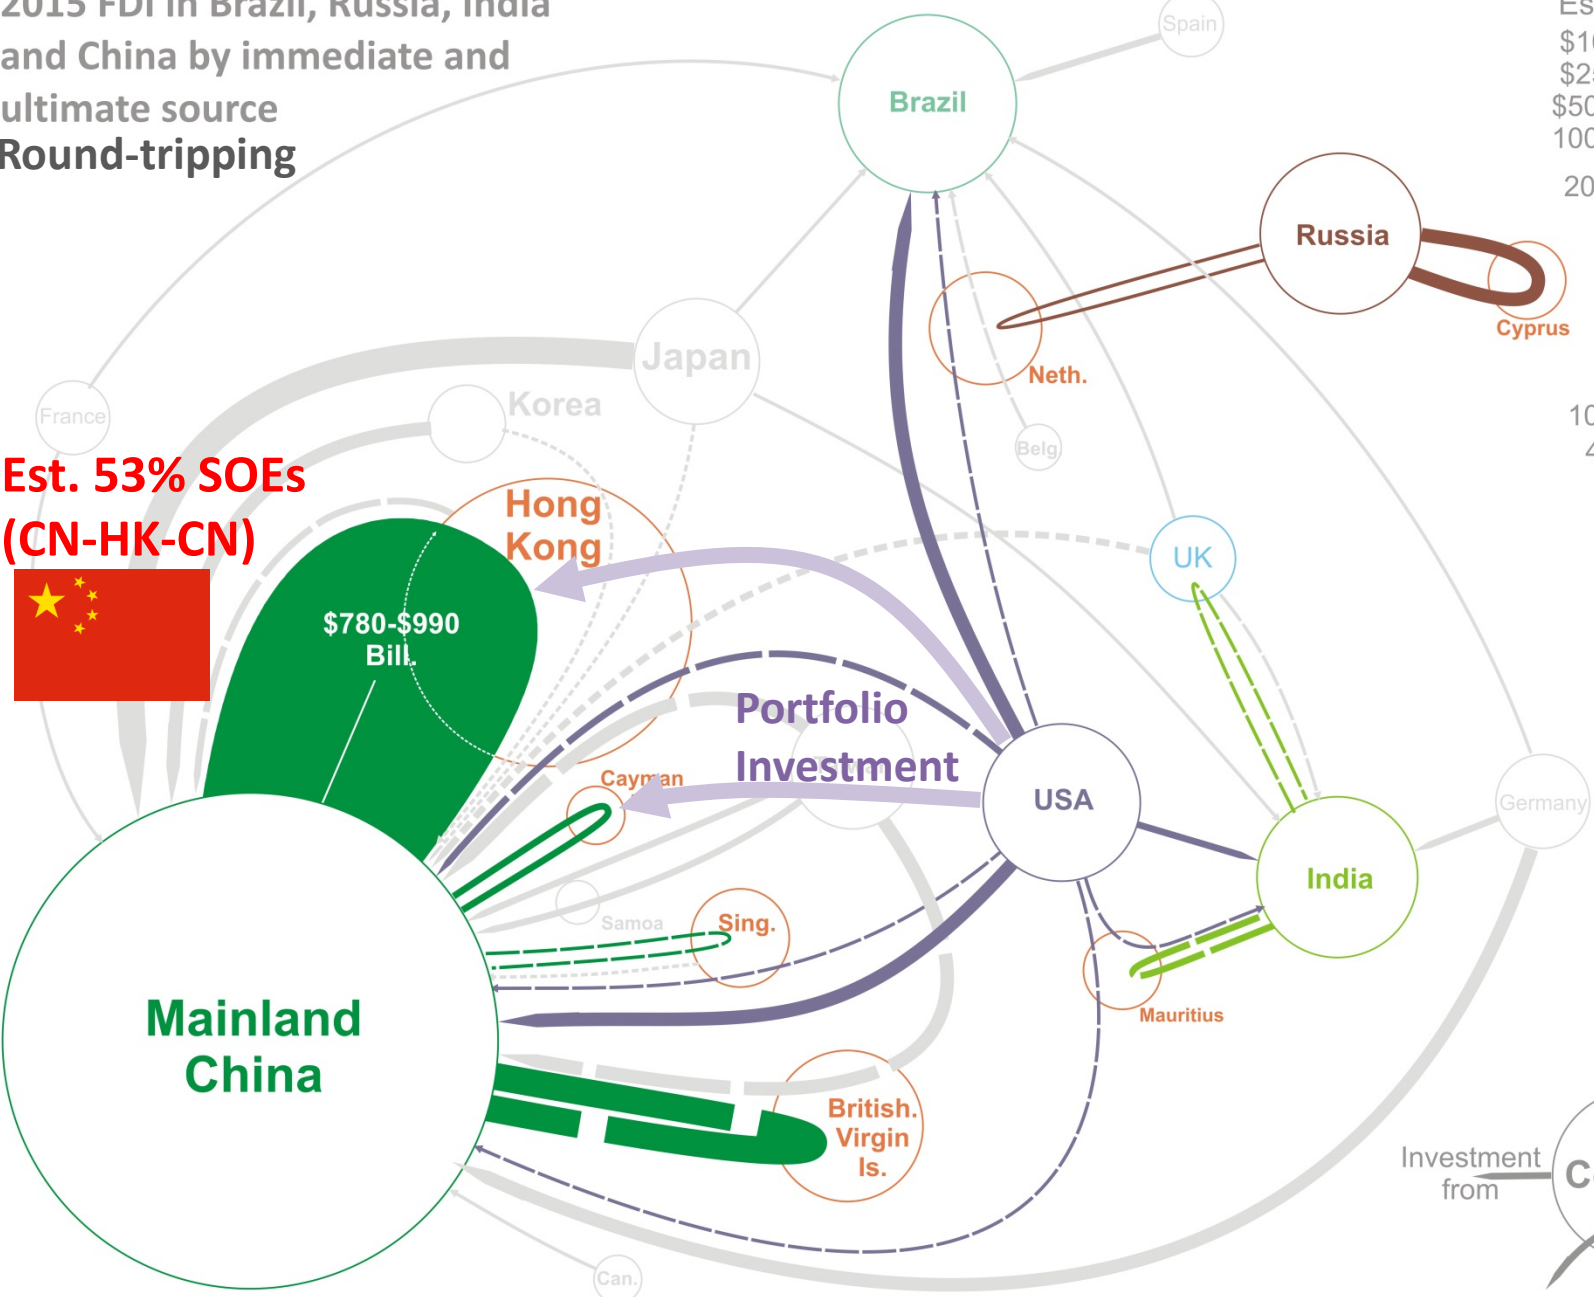 2015 FDI in Brazil, Russia, India
and China by immediate and
ultimate source
Round-tripping
Spain
Brazil
Russia
Cyprus
Neth.
Japan
Korea
France
Belg
Est. 53% SOEs
(CN-HK-CN)
Hong
Kong
UK
$780-$990
Bill.
Portfolio
Investment
Cayman
USA
Germany
India
Samoa
Sing.
Mauritius
Mainland
China
British.
Virgin
Is.
Investment
from
Can.